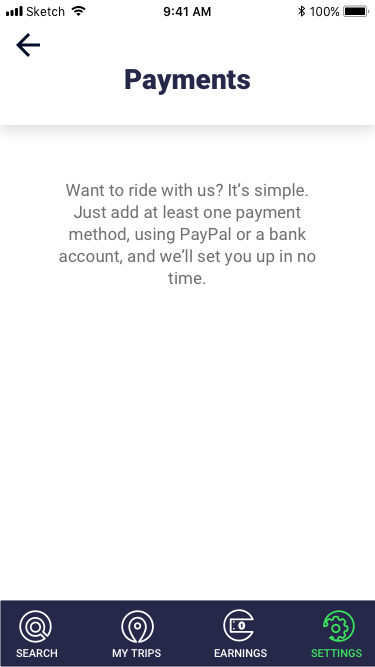 Sketch 9:41 AM 100%
Payments
Want to ride with us? It’s simple.
Just add at least one payment
method, using PayPal or a bank
account, and we’ll set you up in no
time.
SEARCH MY TRIPS EARNINGS SETTINGS